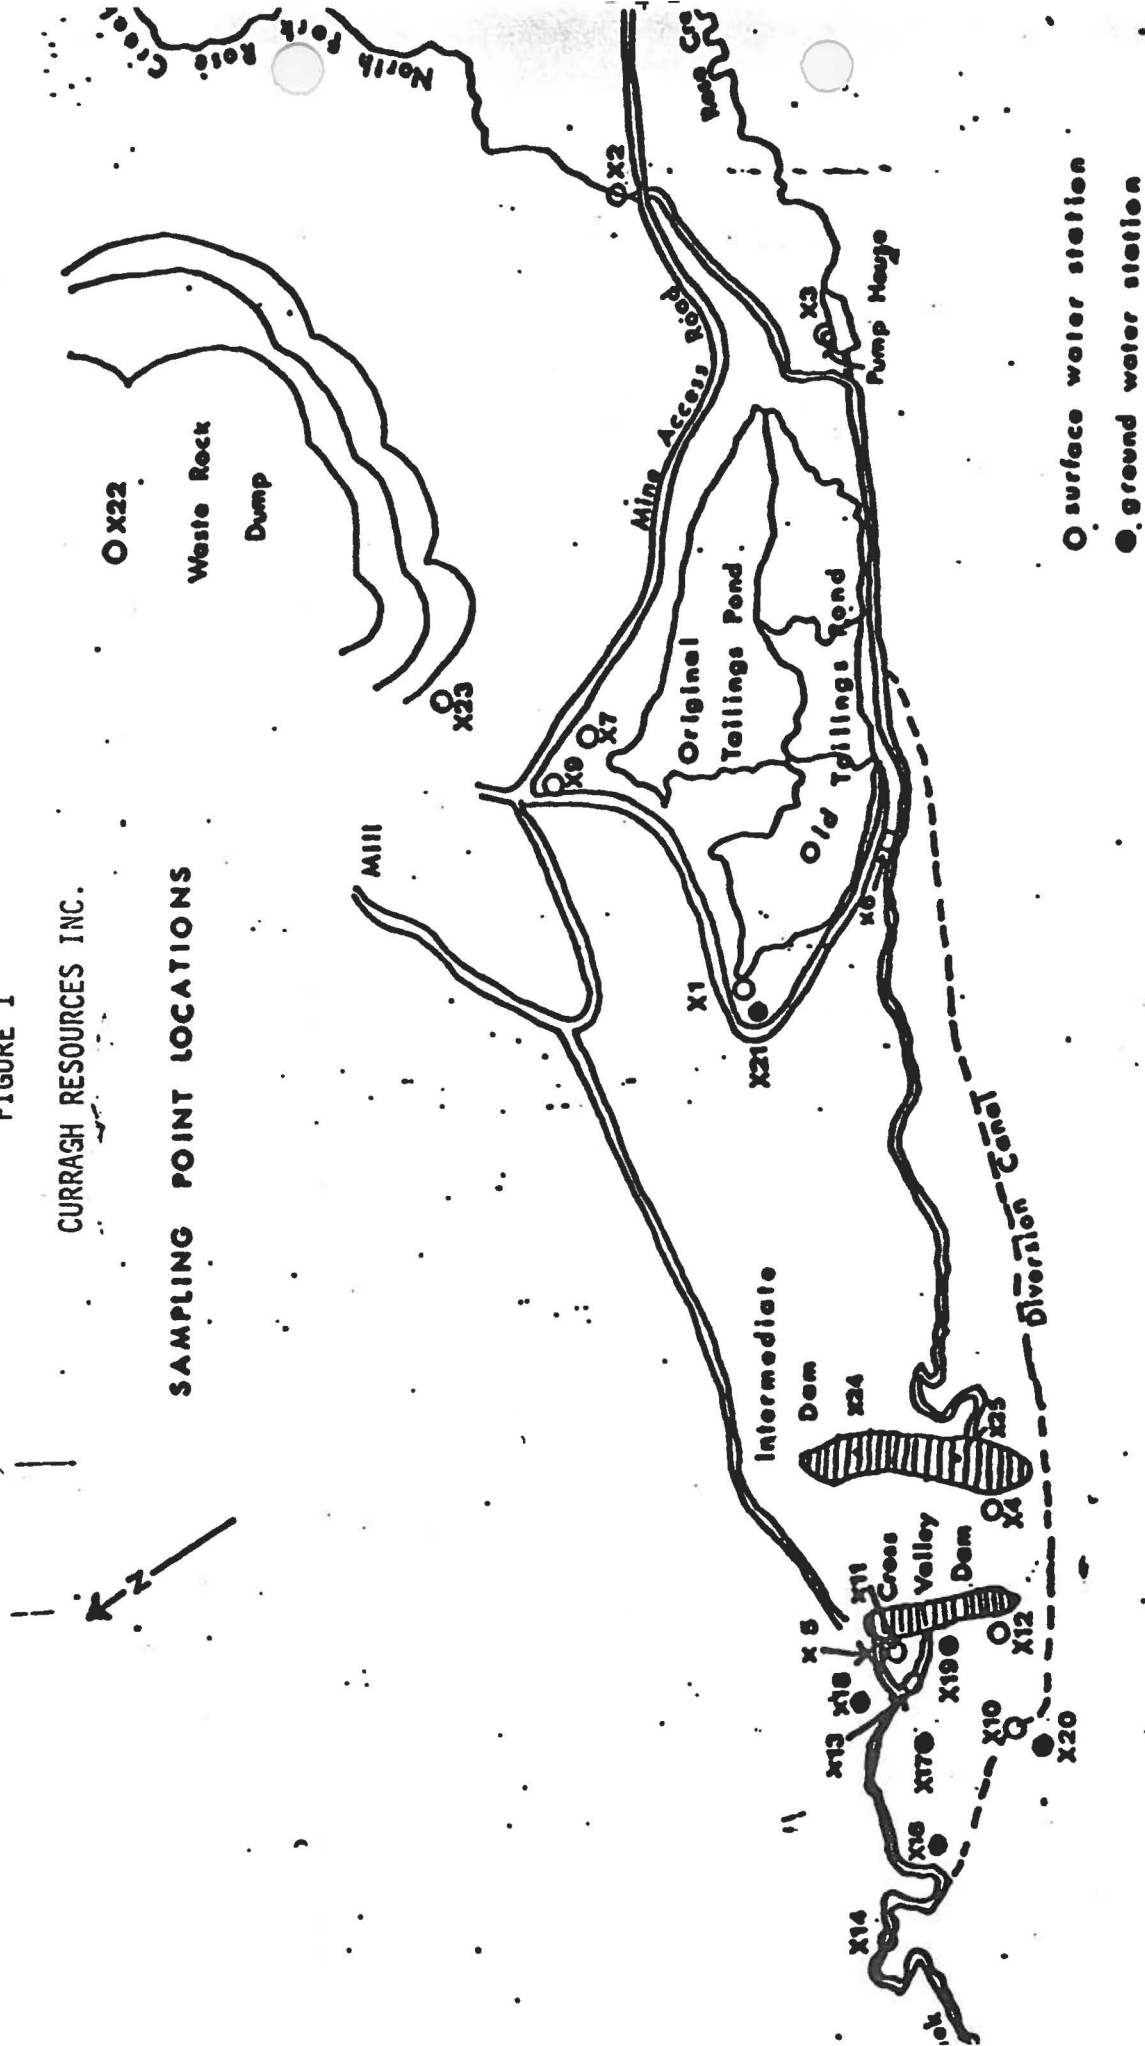 FIGURE 1
CURRAGH RESOURCES INC.
SAMPLING POINT LOCATIONS
N
North
Fork
Rose
X22
Waste Rock
Dump
X23
Mill
X2
Mine Access Road
X3
Pump House
X7
X9
Original
Tailings Pond
Old Tailings Pond
X1
X21
X6
Diversion Canal
Intermediate
Dam
X24
X25
X4
Cross
Valley
Dam
X11
X5
X12
X18
X19
X13
X17
X10
X20
X16
X14
surface water station
ground water station